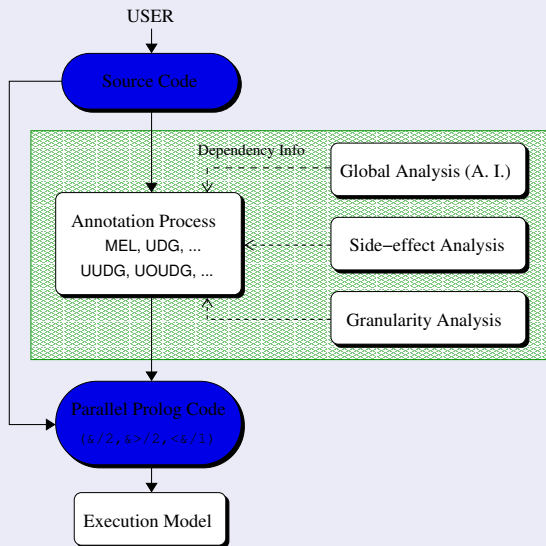 USER
Source Code
Dependency Info
Global Analysis (A. I.)
Annotation Process
MEL, UDG, ...
UUDG, UOUDG, ...
Side−effect Analysis
Granularity Analysis
Parallel Prolog Code
(&/2,&>/2,<&/1)
Execution Model